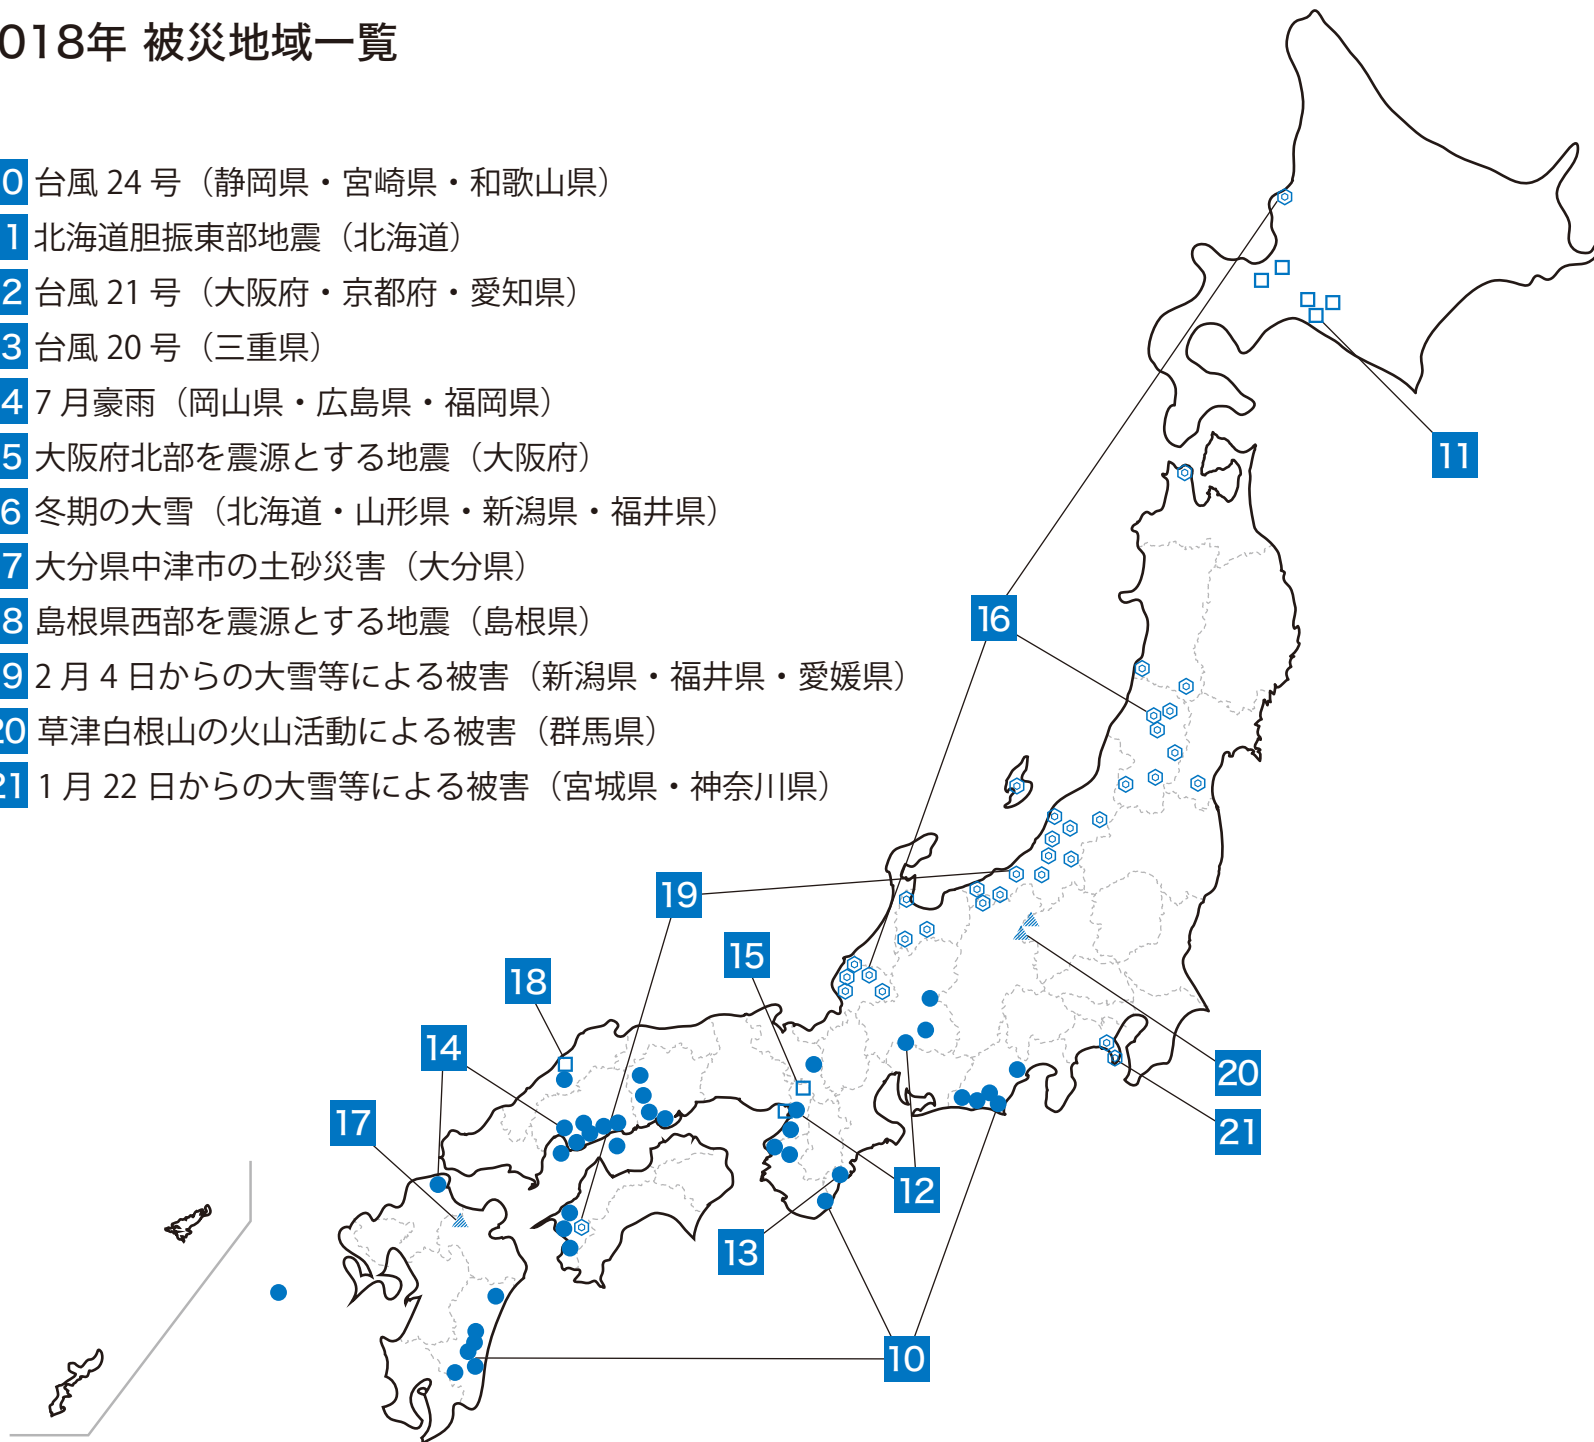 018年 被災地域一覧
0 台風 24 号（静岡県・宮崎県・和歌山県）
1 北海道胆振東部地震（北海道）
2 台風 21 号（大阪府・京都府・愛知県）
3 台風 20 号（三重県）
4 7 月豪雨（岡山県・広島県・福岡県）
5 大阪府北部を震源とする地震（大阪府）
6 冬期の大雪（北海道・山形県・新潟県・福井県）
7 大分県中津市の土砂災害（大分県）
8 島根県西部を震源とする地震（島根県）
9 2 月 4 日からの大雪等による被害（新潟県・福井県・愛媛県）
20 草津白根山の火山活動による被害（群馬県）
21 1 月 22 日からの大雪等による被害（宮城県・神奈川県）
11
16
19
15
18
14
20
17
21
12
13
10